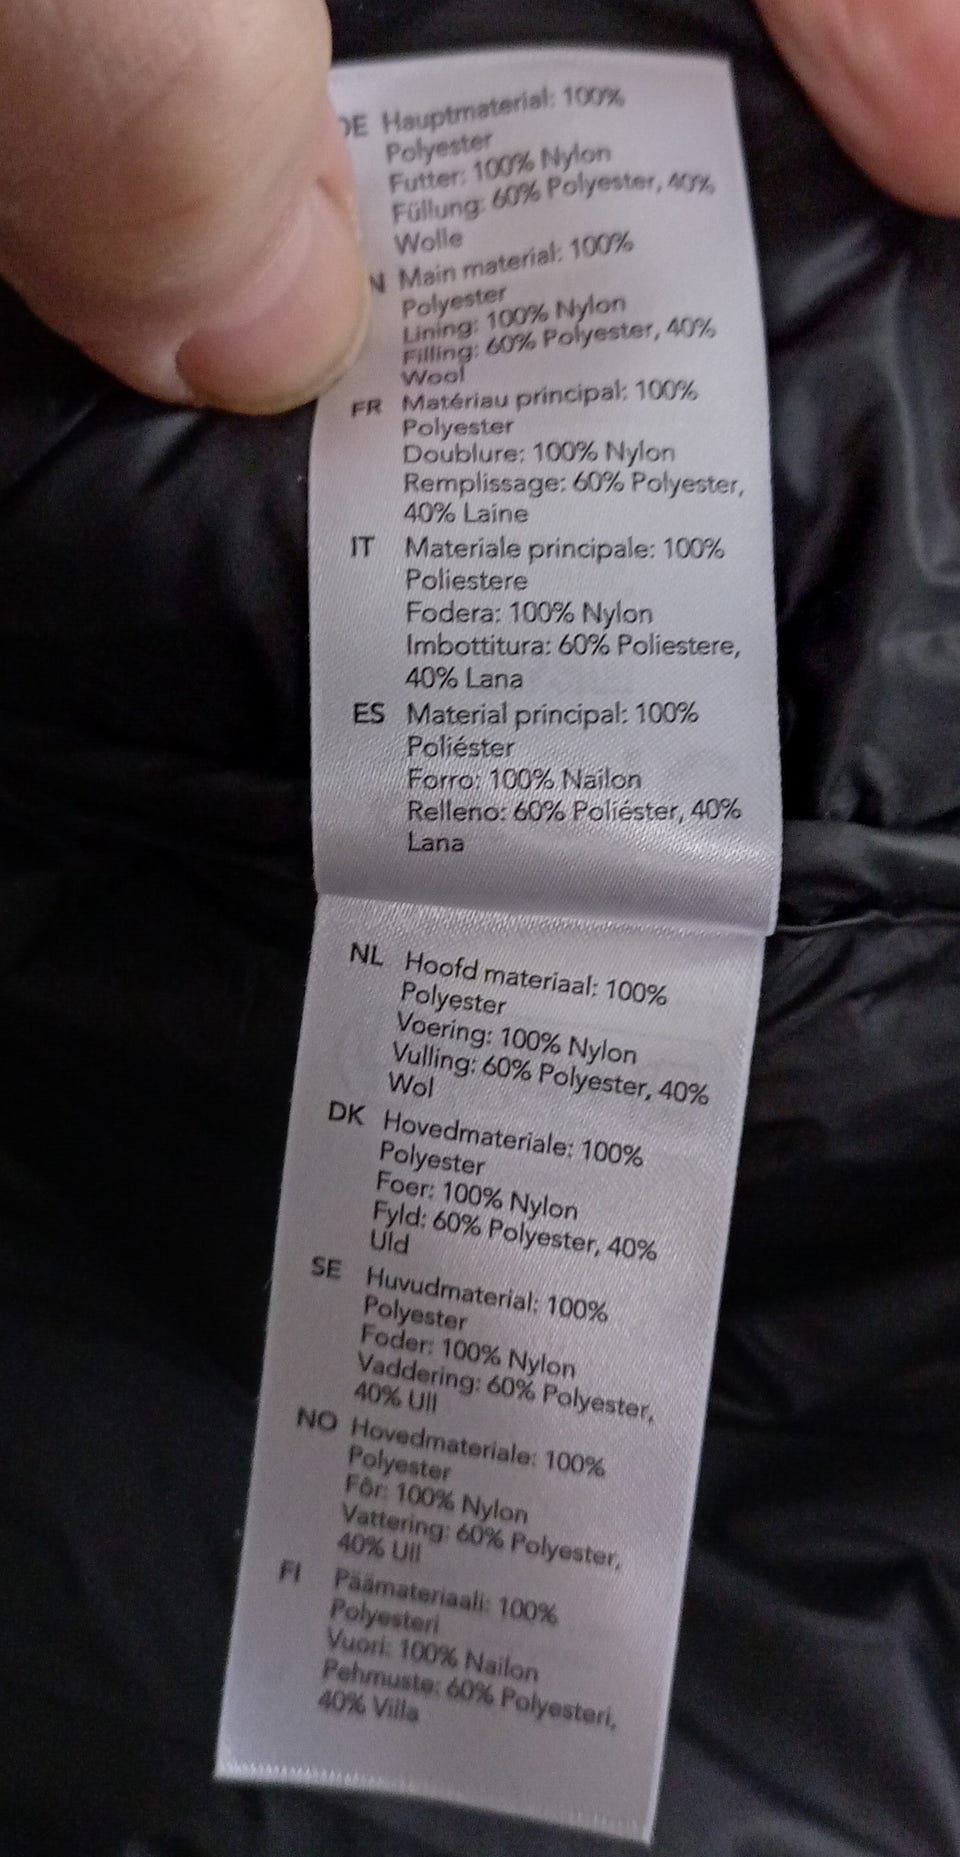 DE Hauptmaterial: 100%
Polyester
Futter: 100% Nylon
Füllung: 60% Polyester, 40%
Wolle
N Main material: 100%
Polyester
Lining: 100% Nylon
Filling: 60% Polyester, 40%
Wool
FR Matériau principal: 100%
Polyester
Doublure: 100% Nylon
Remplissage: 60% Polyester,
40% Laine
IT Materiale principale: 100%
Poliestere
Fodera: 100% Nylon
Imbottitura: 60% Poliestere,
40% Lana
ES Material principal: 100%
Poliéster
Forro: 100% Nailon
Relleno: 60% Poliéster, 40%
Lana
NL Hoofd materiaal: 100%
Polyester
Voering: 100% Nylon
Vulling: 60% Polyester, 40%
Wol
DK Hovedmateriale: 100%
Polyester
Foer: 100% Nylon
Fyld: 60% Polyester, 40%
Uld
SE Huvudmaterial: 100%
Polyester
Foder: 100% Nylon
Vaddering: 60% Polyester,
40% Ull
NO Hovedmateriale: 100%
Polyester
Fôr: 100% Nylon
Vattering: 60% Polyester,
40% Ull
FI Päämateriaali: 100%
Polyesteri
Vuori: 100% Nailon
Pehmuste: 60% Polyesteri,
40% Villa